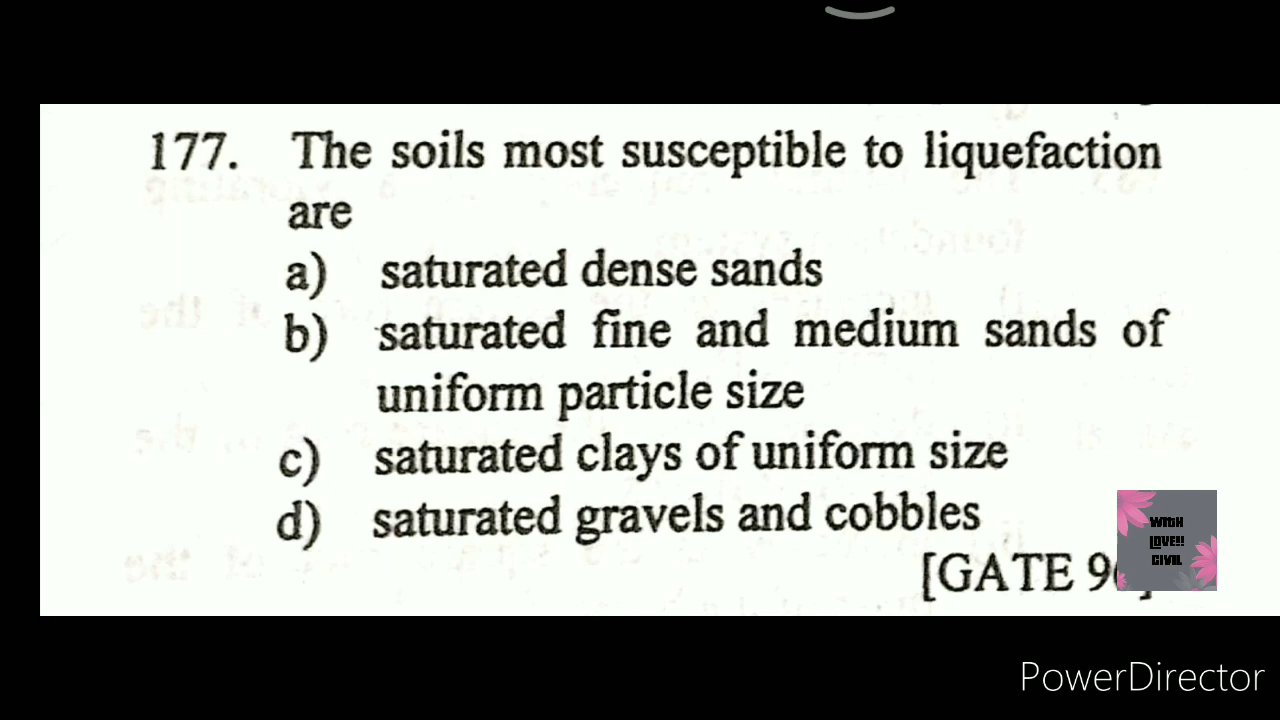 177. The soils most susceptible to liquefaction
are
a) saturated dense sands
b) saturated fine and medium sands of
uniform particle size
c) saturated clays of uniform size
d) saturated gravels and cobbles
[GATE
WITH
LOVE!!
CIVIL
PowerDirector